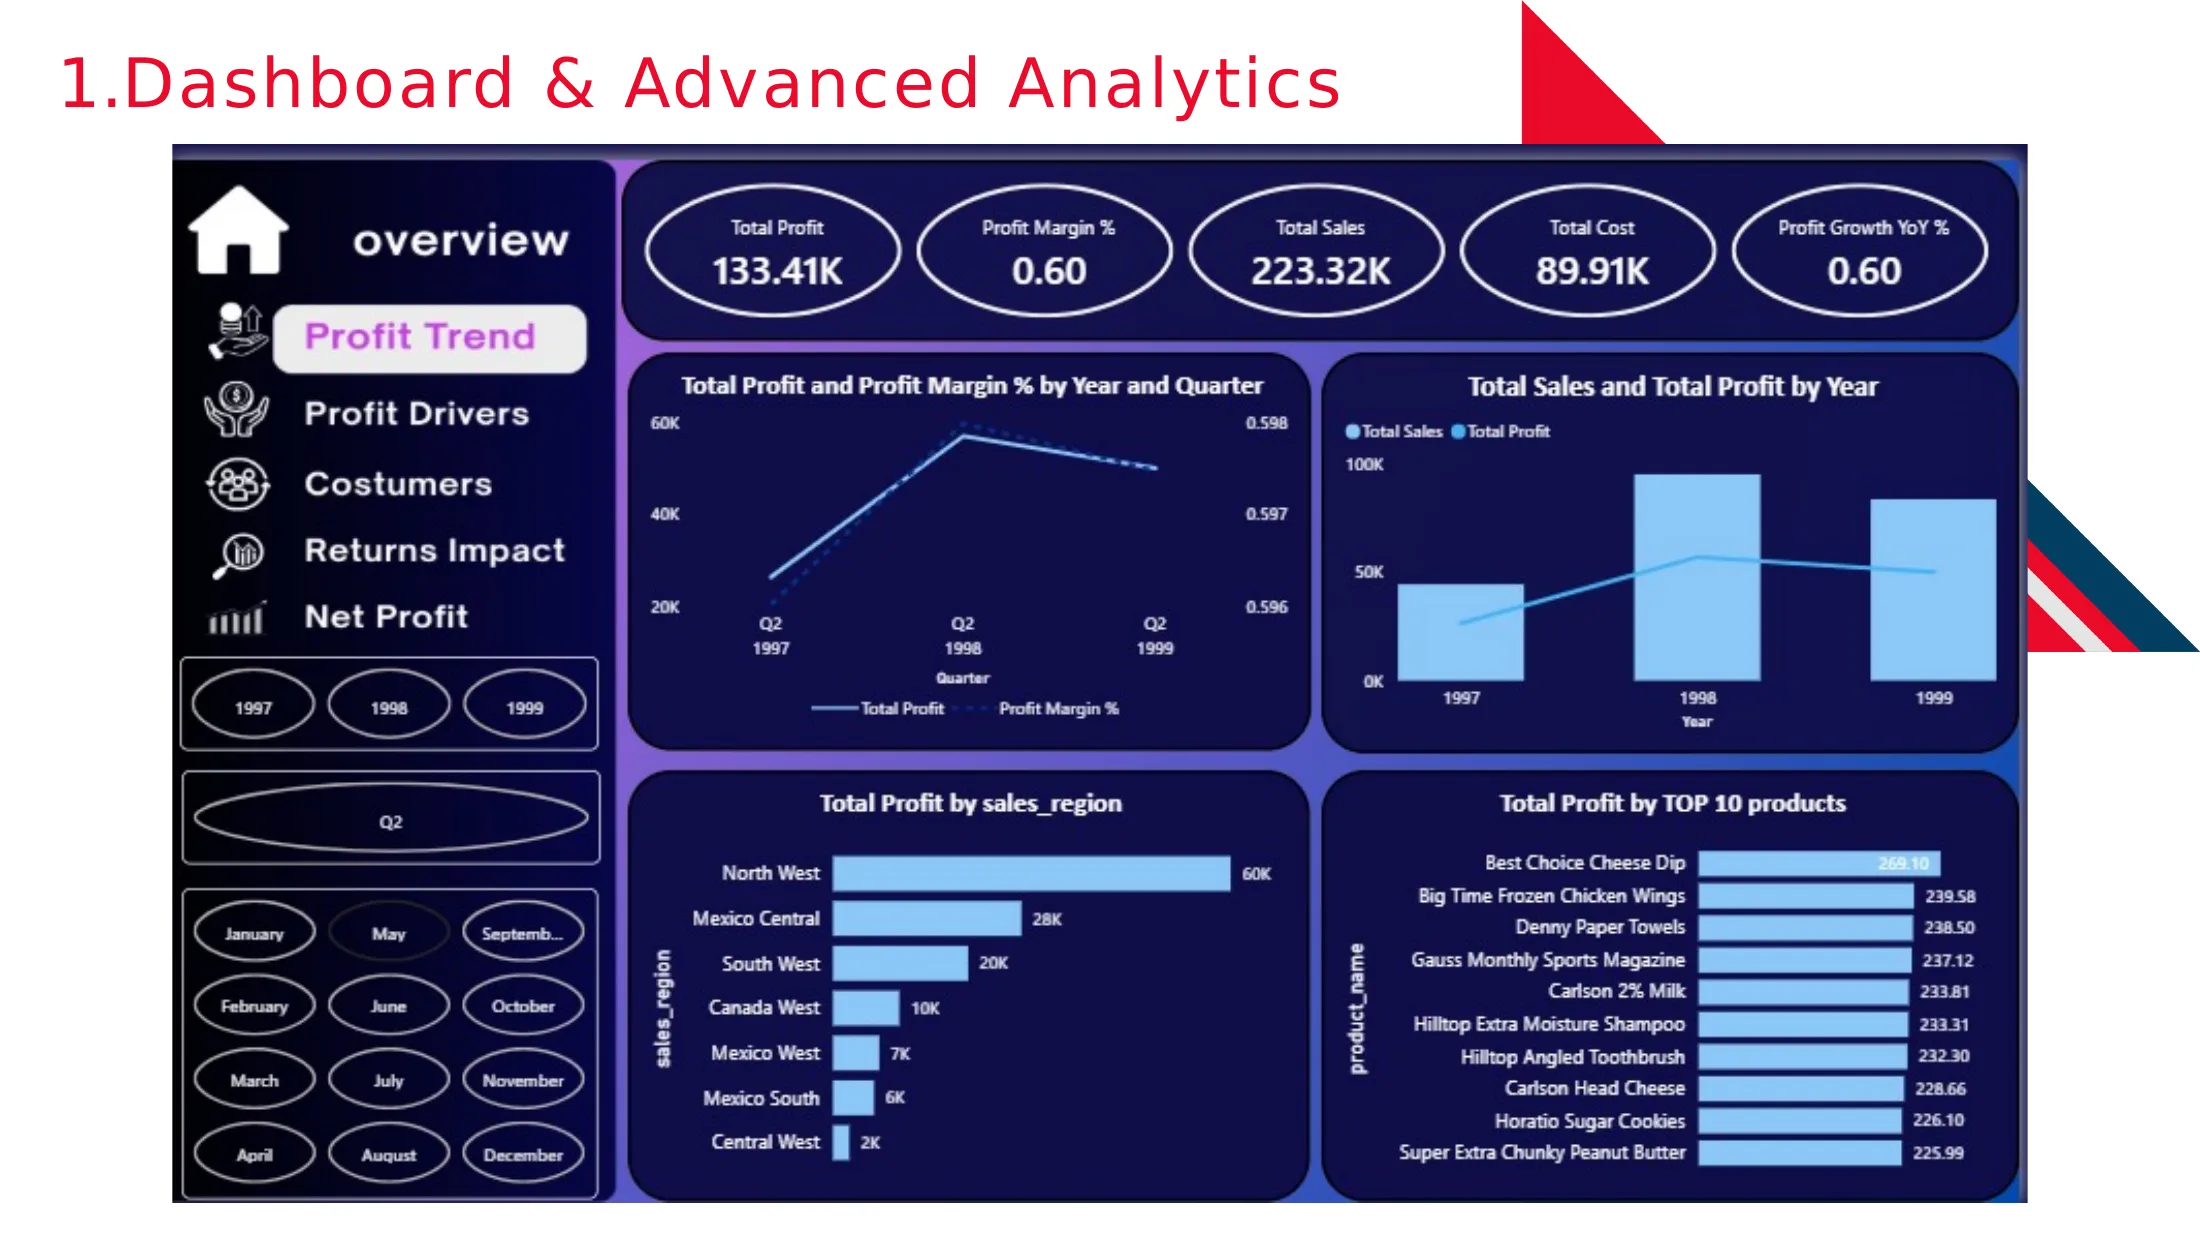 1.Dashboard & Advanced Analytics
overview
Profit Trend
Profit Drivers
Costumers
Returns Impact
Net Profit
1997 1998 1999
Q2
January May Septemb...
February June October
March July November
April August December
Total Profit
133.41K
Profit Margin %
0.60
Total Sales
223.32K
Total Cost
89.91K
Profit Growth YoY %
0.60
Total Profit and Profit Margin % by Year and Quarter
60K 0.598
40K 0.597
20K 0.596
Q2 Q2 Q2
1997 1998 1999
Quarter
Total Profit Profit Margin %
Total Sales and Total Profit by Year
Total Sales Total Profit
100K
50K
0K
1997 1998 1999
Year
Total Profit by sales_region
sales_region
North West 60K
Mexico Central 28K
South West 20K
Canada West 10K
Mexico West 7K
Mexico South 6K
Central West 2K
Total Profit by TOP 10 products
product_name
Best Choice Cheese Dip 269.10
Big Time Frozen Chicken Wings 239.58
Denny Paper Towels 238.50
Gauss Monthly Sports Magazine 237.12
Carlson 2% Milk 233.81
Hilltop Extra Moisture Shampoo 233.31
Hilltop Angled Toothbrush 232.30
Carlson Head Cheese 228.66
Horatio Sugar Cookies 226.10
Super Extra Chunky Peanut Butter 225.99